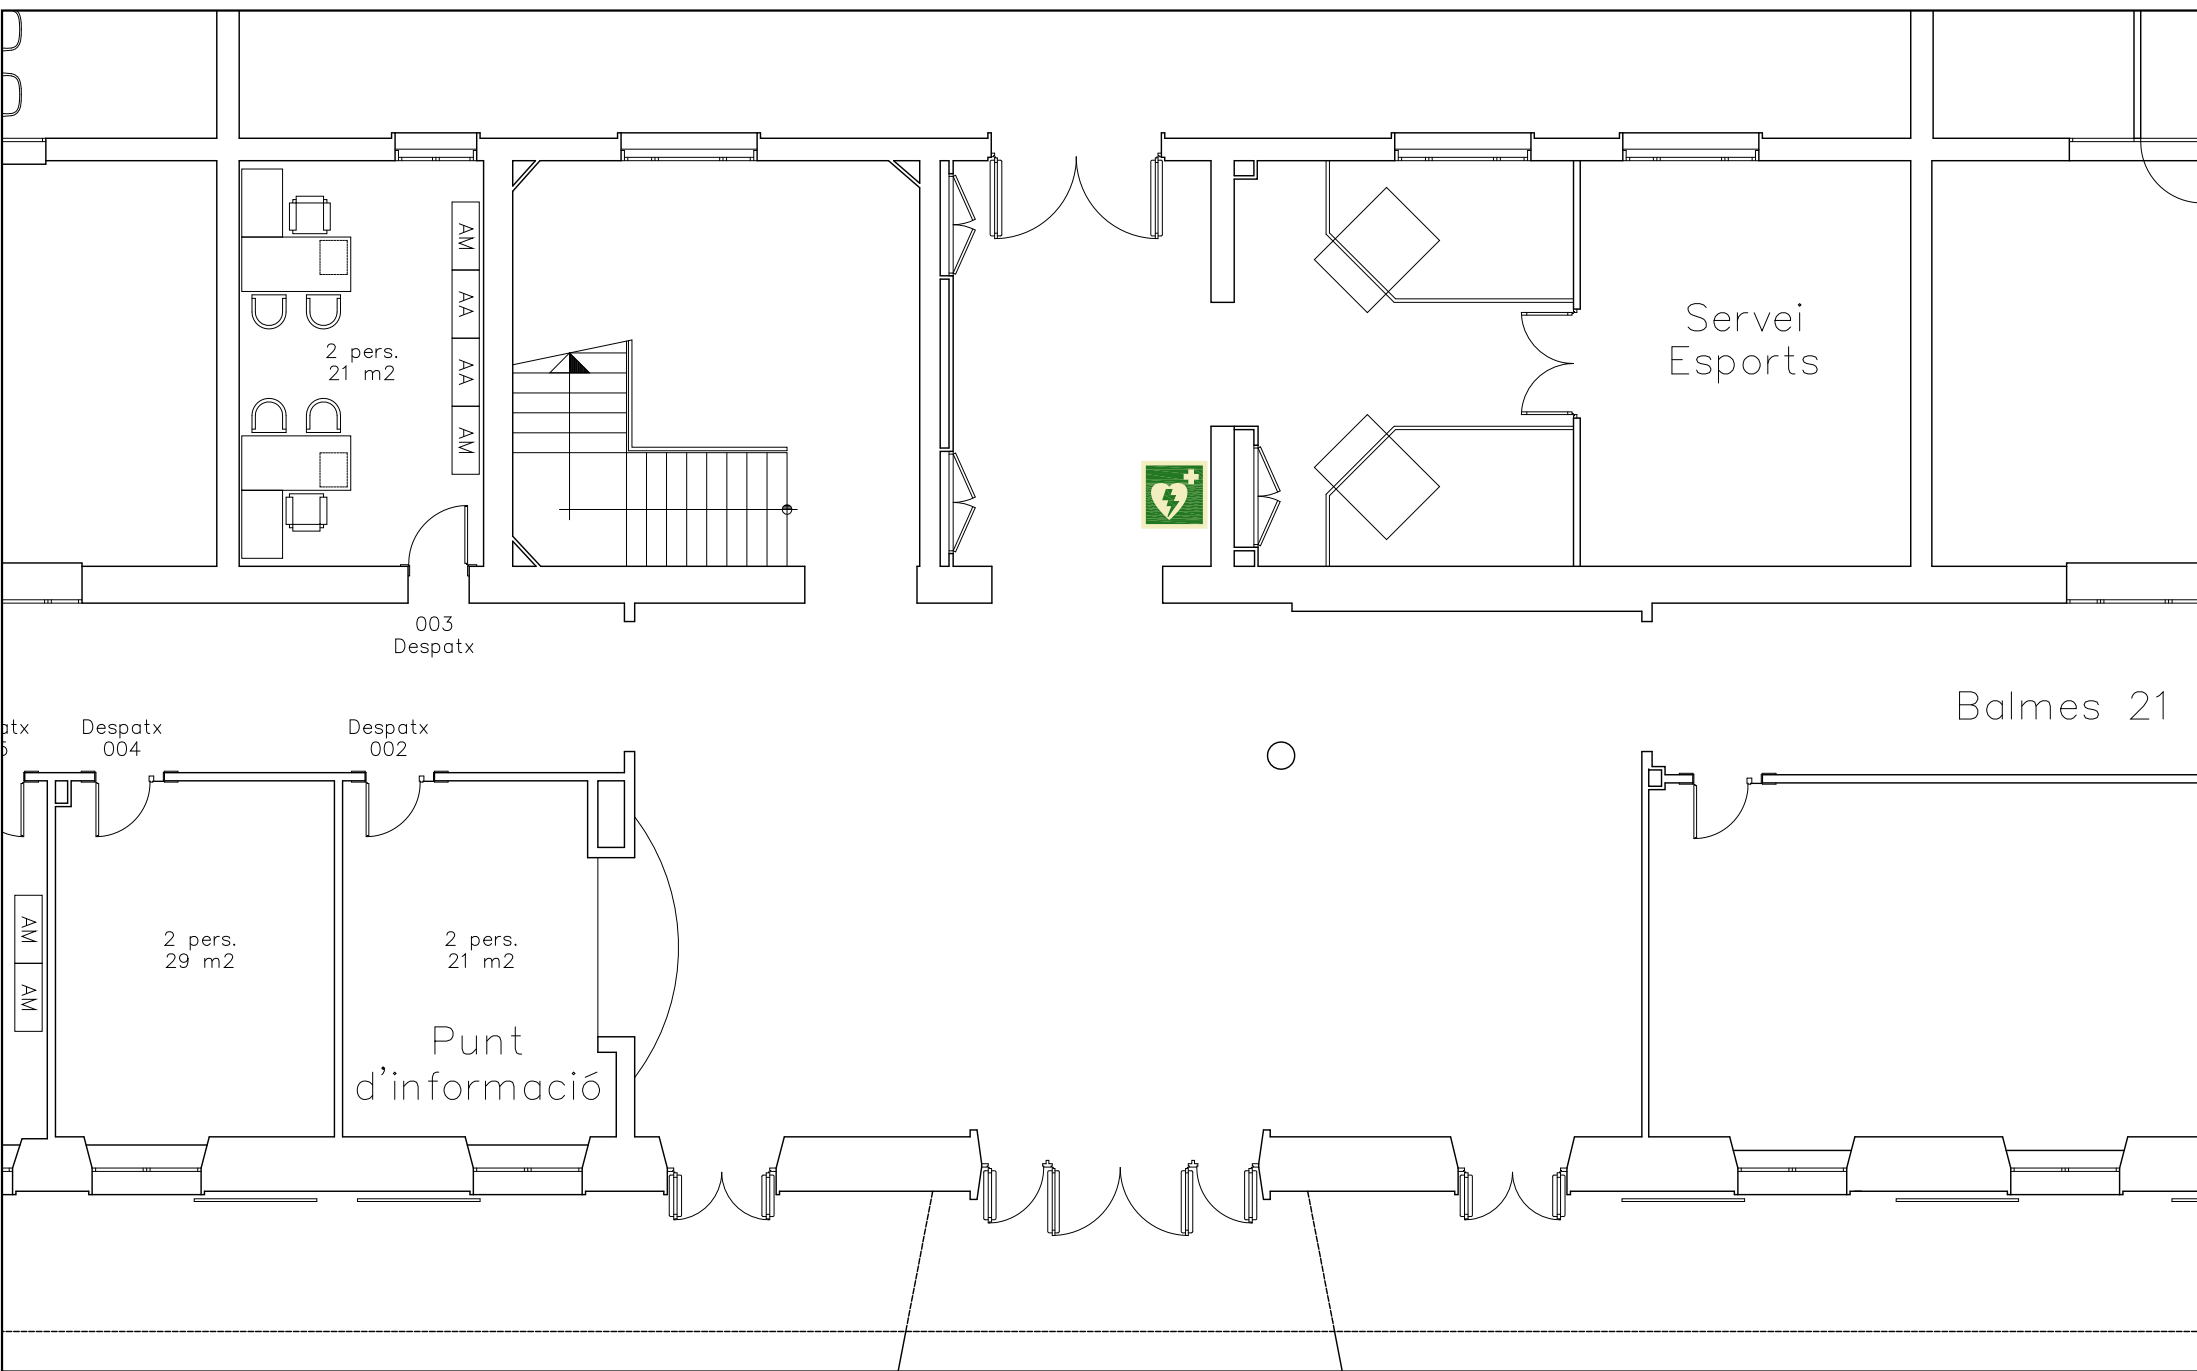 AM
AA
AA
AM
2 pers.
21 m2
Servei
Esports
003
Despatx
Balmes 21
Despatx
004
Despatx
002
AM
AM
2 pers.
29 m2
2 pers.
21 m2
Punt
d'informació